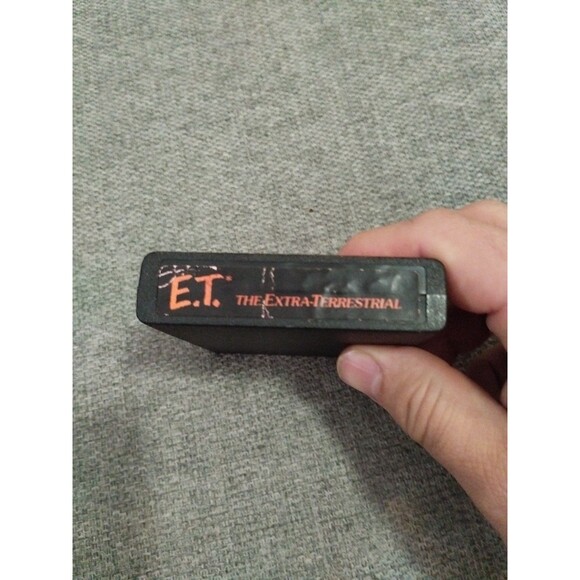 E.T.* THE EXTRA-TERRESTRIAL